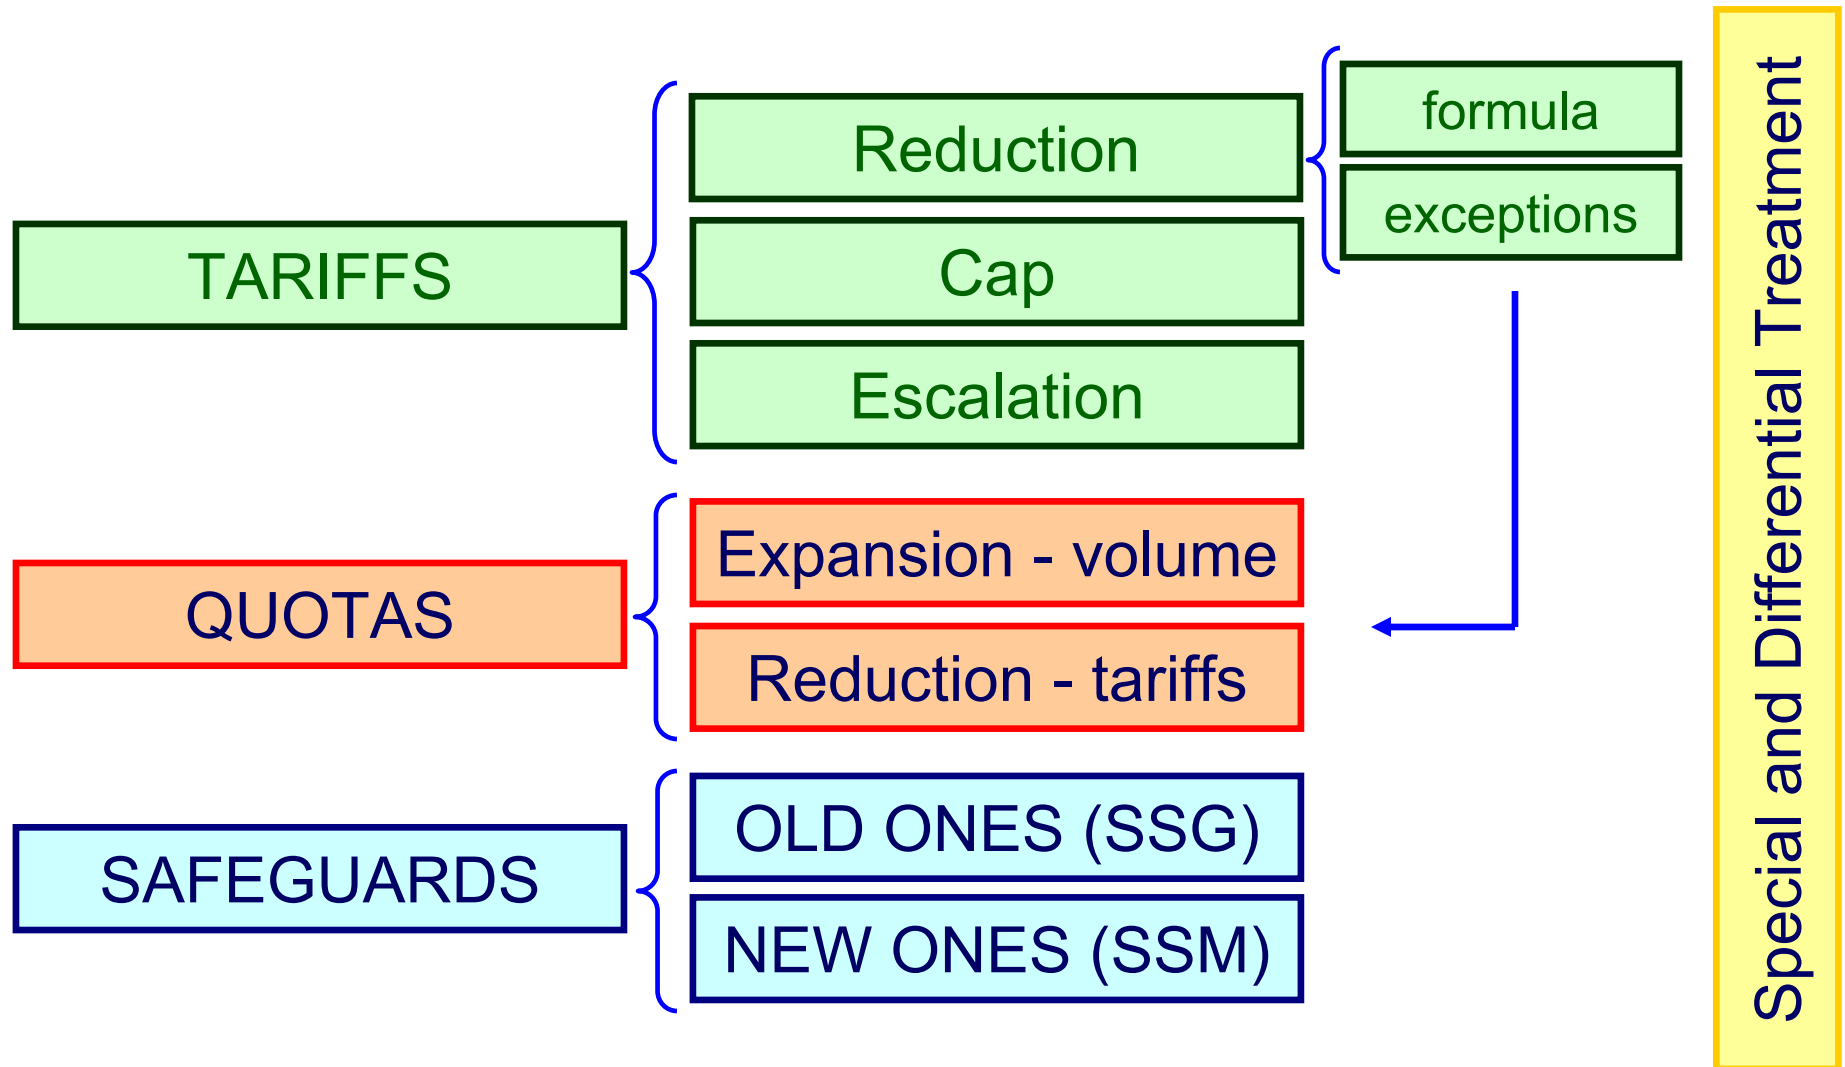 TARIFFS
Reduction
formula
exceptions
Cap
Escalation
QUOTAS
Expansion - volume
Reduction - tariffs
SAFEGUARDS
OLD ONES (SSG)
NEW ONES (SSM)
Special and Differential Treatment